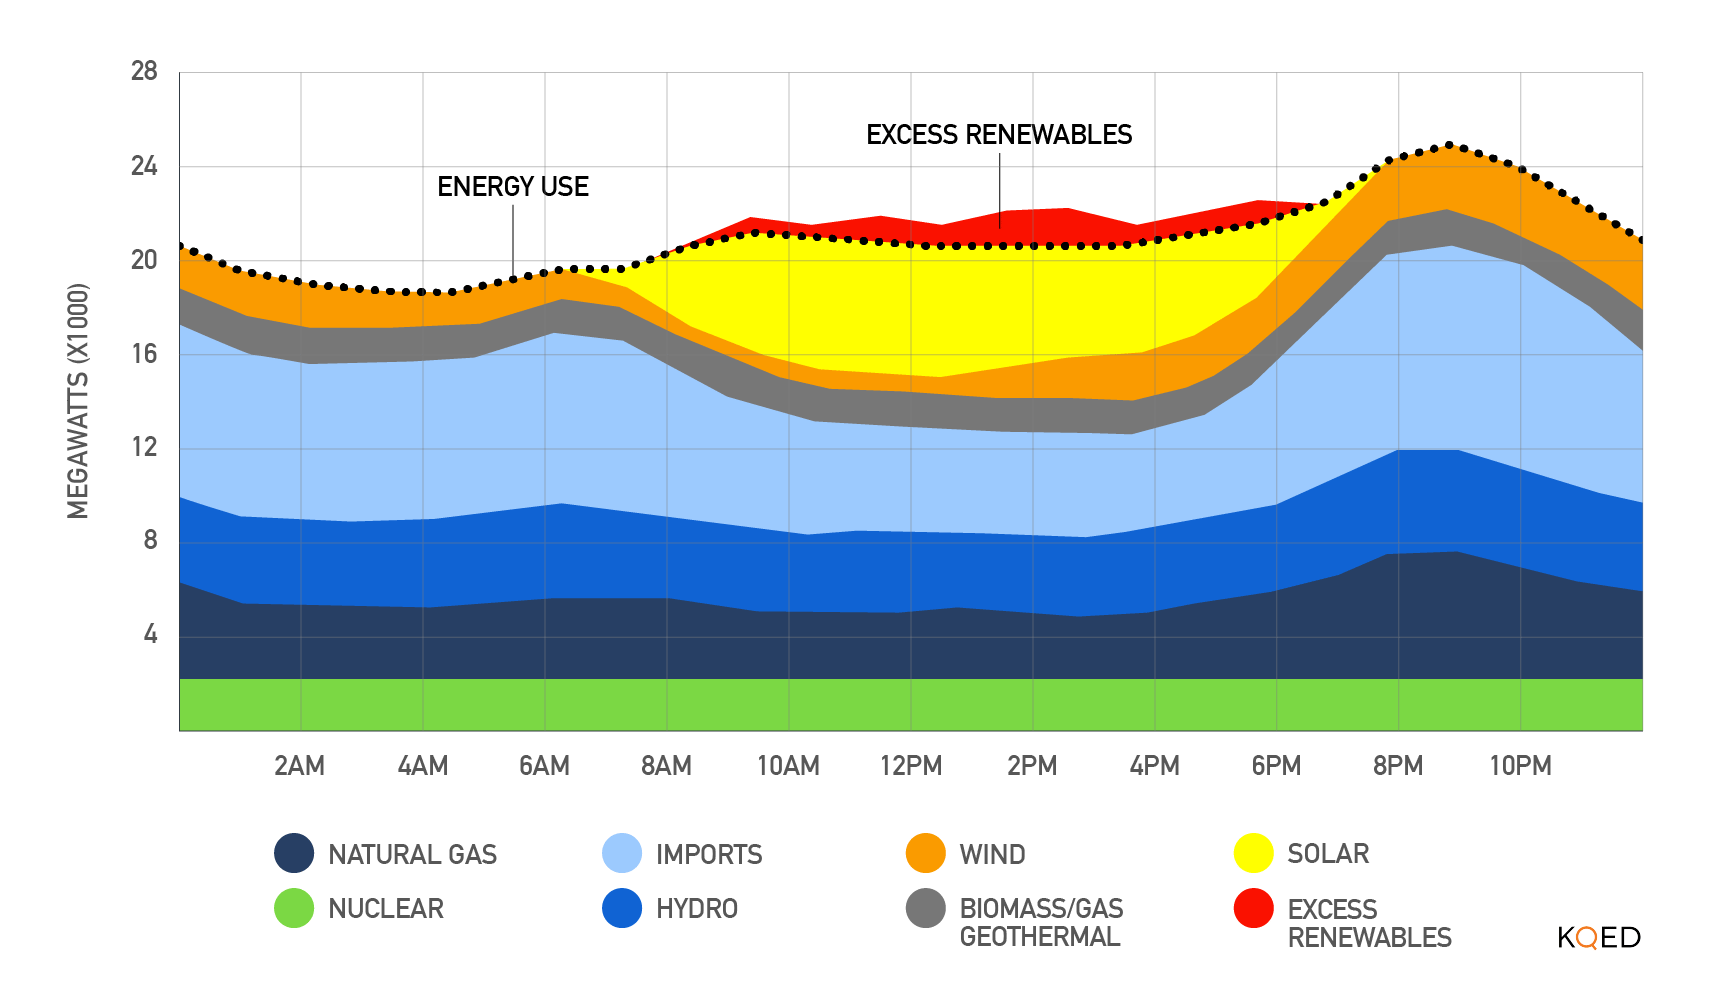 28
EXCESS RENEWABLES
24
ENERGY USE
20
16
12
8
4
MEGAWATTS (X1000)
2AM 4AM 6AM 8AM 10AM 12PM 2PM 4PM 6PM 8PM 10PM
NATURAL GAS IMPORTS WIND SOLAR
NUCLEAR HYDRO BIOMASS/GAS EXCESS
GEOTHERMAL RENEWABLES
KQED